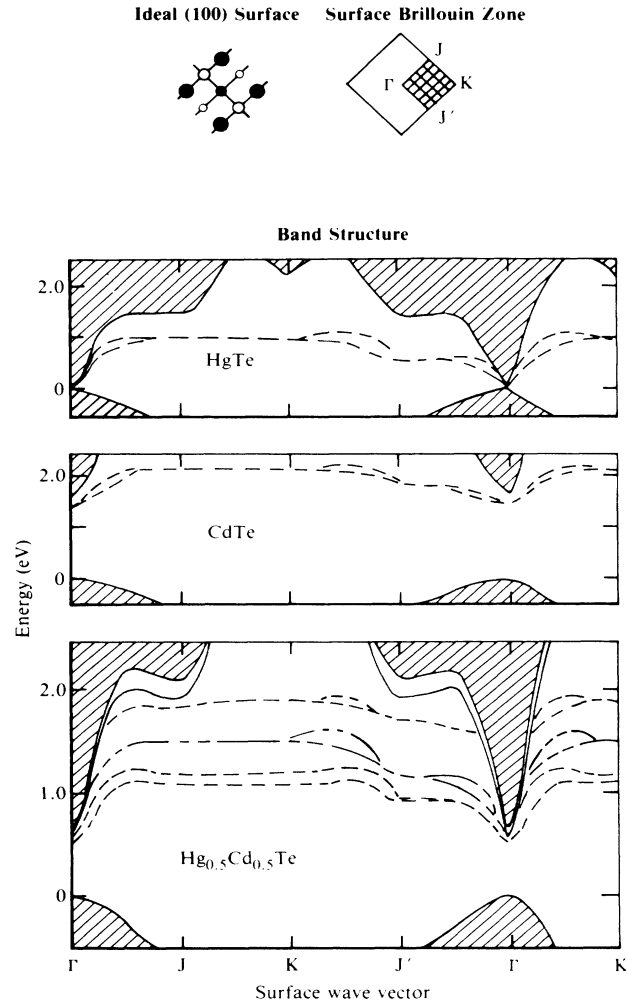 Ideal (100) Surface Surface Brillouin Zone
J
Γ K
J´
Band Structure
2.0
0
HgTe
2.0
0
CdTe
Energy (eV)
2.0
1.0
0
Hg0.5Cd0.5Te
Γ J K J´ Γ K
Surface wave vector